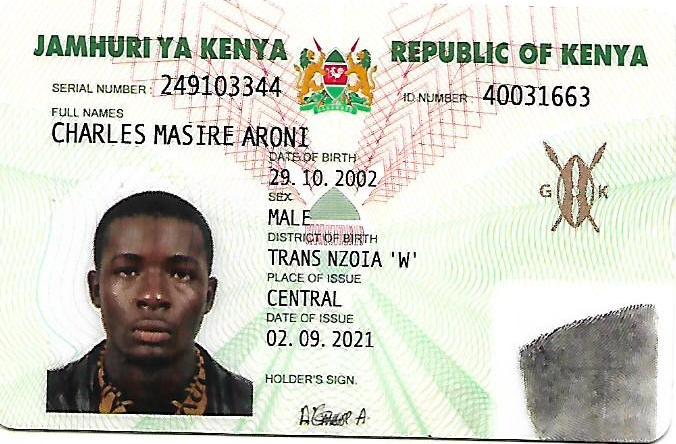 JAMHURI YA KENYA REPUBLIC OF KENYA
SERIAL NUMBER: 249103344 ID NUMBER: 40031663
FULL NAMES
CHARLES MASIRE ARONI
DATE OF BIRTH
29. 10. 2002
G K
SEX
MALE
DISTRICT OF BIRTH
TRANS NZOIA 'W'
PLACE OF ISSUE
CENTRAL
DATE OF ISSUE
02. 09. 2021
HOLDER'S SIGN.